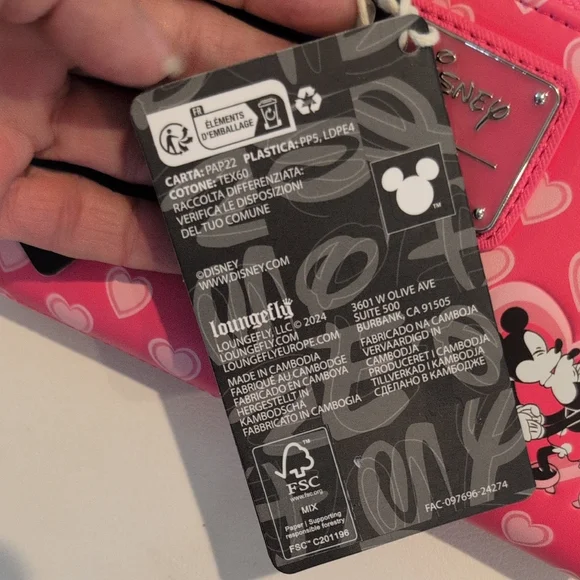 FR
ÉLÉMENTS
D'EMBALLAGE
CARTA: PAP22 PLASTICA: PP5, LDPE4
COTONE: TEX60
RACCOLTA DIFFERENZIATA:
VERIFICA LE DISPOSIZIONI
DEL TUO COMUNE
TM
©DISNEY
WWW.DISNEY.COM
loungefly
LOUNGEFLY, LLC © 2024
LOUNGEFLY.COM
LOUNGEFLYEUROPE.COM
3601 W OLIVE AVE
SUITE 500
BURBANK, CA 91505
MADE IN CAMBODIA
FABRIQUÉ AU CAMBODGE
FABRICADO EN CAMBOYA
HERGESTELLT IN
KAMBODSCHA
FABBRICATO IN CAMBOGIA
FABRICADO NA CAMBOJA
VERVAARDIGD IN
CAMBODJA
PRODUCERET I CAMBODJA
TILLVERKAD I KAMBODJA
СДЕЛАНО В КАМБОДЖЕ
TM
FSC
www.fsc.org
MIX
Paper | Supporting
responsible forestry
FSC™ C201196
FAC-097696-24274
DISNEY